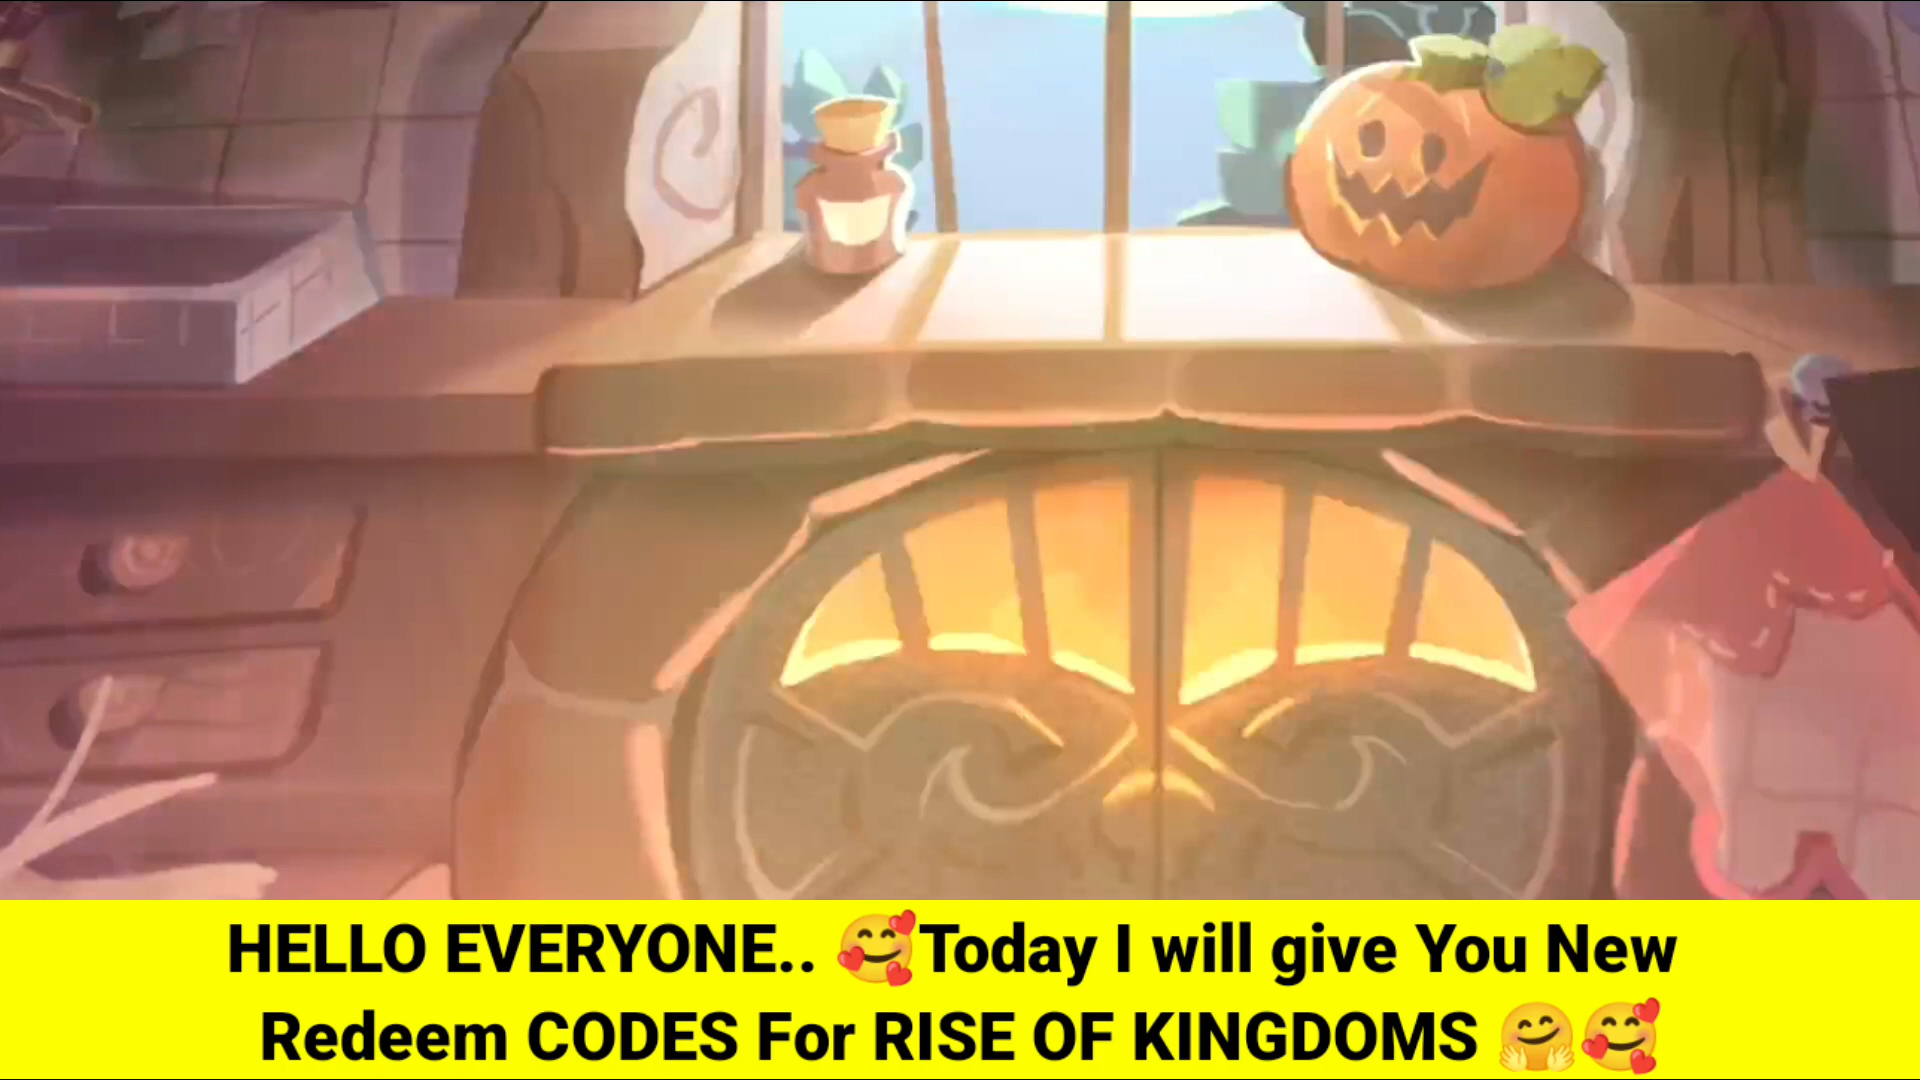 HELLO EVERYONE.. 🥰Today I will give You New
Redeem CODES For RISE OF KINGDOMS 🤗🥰